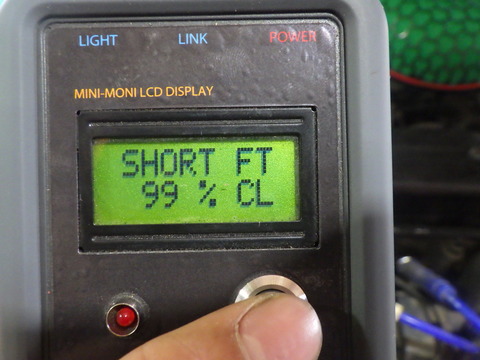 LIGHT LINK POWER
MINI-MONI LCD DISPLAY
SHORT FT
99 % CL